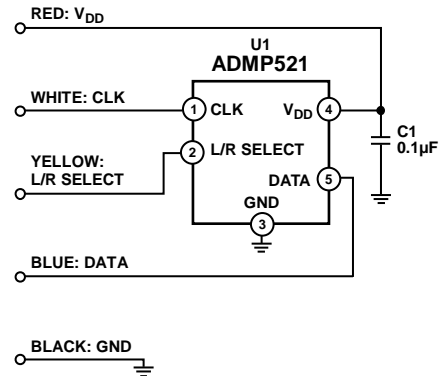 RED: VDD
U1
ADMP521
WHITE: CLK
1
CLK
VDD
4
C1
0.1µF
YELLOW:
L/R SELECT
2
L/R SELECT
DATA
5
GND
3
BLUE: DATA
BLACK: GND